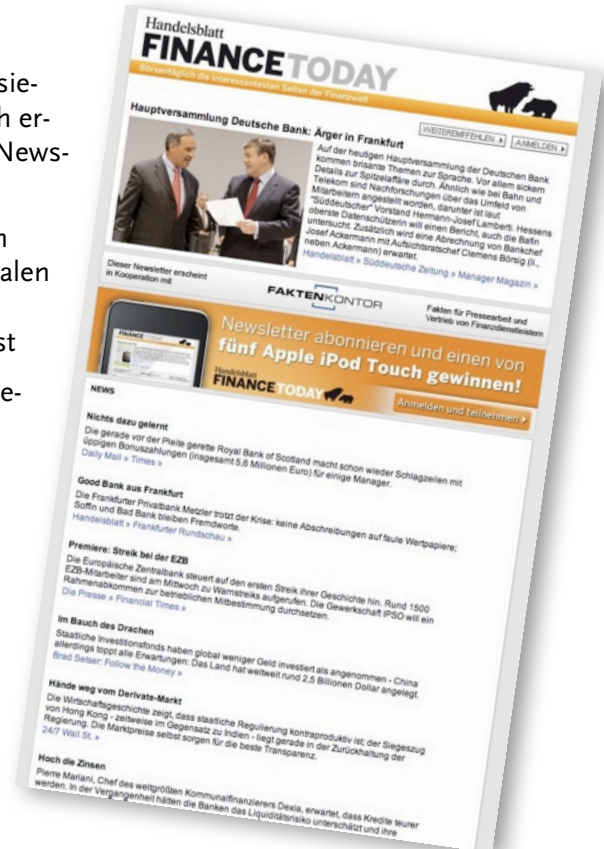 sie-
h er-
News-
m
alen
st
e-
Handelsblatt
FINANCETODAY
Börsentäglich die interessantesten Seiten der Finanzwelt
WEITEREMPFEHLEN
ANMELDEN
Hauptversammlung Deutsche Bank: Ärger in Frankfurt
Auf der heutigen Hauptversammlung der Deutschen Bank
kommen brisante Themen zur Sprache. Vor allem sickern
Details zur Spitzelaffäre durch. Ähnlich wie bei Bahn und
Telekom sind Nachforschungen über das Umfeld von
Mitarbeitern angestellt worden, darunter ist laut
"Süddeutscher" Vorstand Hermann-Josef Lamberti. Hessens
oberste Datenschützerin will einen Bericht, auch die Bafin
untersucht. Zusätzlich wird eine Abrechnung von Bankchef
Josef Ackermann mit Aufsichtsratschef Clemens Börsig (li.,
neben Ackermann) erwartet.
Handelsblatt » Süddeutsche Zeitung » Manager Magazin »
Dieser Newsletter erscheint
in Kooperation mit
FAKTENKONTOR
Fakten für Pressearbeit und
Vertrieb von Finanzdienstleistern
Newsletter abonnieren und einen von
fünf Apple iPod Touch gewinnen!
Handelsblatt
FINANCETODAY
Anmelden und teilnehmen
NEWS
Nichts dazu gelernt
Die gerade vor der Pleite gerette Royal Bank of Scotland macht schon wieder Schlagzeilen mit
üppigen Bonuszahlungen (insgesamt 5,6 Millionen Euro) für einige Manager.
Daily Mail » Times »
Good Bank aus Frankfurt
Die Frankfurter Privatbank Metzler trotzt der Krise: keine Abschreibungen auf faule Wertpapiere;
Soffin und Bad Bank bleiben Fremdworte.
Handelsblatt » Frankfurter Rundschau »
Premiere: Streik bei der EZB
Die Europäische Zentralbank steuert auf den ersten Streik ihrer Geschichte hin. Rund 1500
EZB-Mitarbeiter sind am Mittwoch zu Warnstreiks aufgerufen. Die Gewerkschaft IPSO will ein
Rahmenabkommen zur betrieblichen Mitbestimmung durchsetzen.
Die Presse » Financial Times »
Im Bauch des Drachen
Staatliche Investitionsfonds haben global weniger Geld investiert als angenommen - China
allerdings toppt alle Erwartungen: Das Land hat weltweit rund 2,5 Billionen Dollar angelegt.
Brad Setser: Follow the Money »
Hände weg vom Derivate-Markt
Die Wirtschaftsgeschichte zeigt, dass staatliche Regulierung kontraproduktiv ist; der Siegeszug
von Hong Kong - zeitweise im Gegensatz zu Indien - liegt gerade in der Zurückhaltung der
Regierung. Die Marktpreise selbst sorgen für die beste Transparenz.
24/7 Wall St. »
Hoch die Zinsen
Pierre Mariani, Chef des weltgrößten Kommunalfinanzierers Dexia, erwartet, dass Kredite teurer
werden. In der Vergangenheit hätten die Banken das Liquiditätsrisiko unterschätzt und ihre